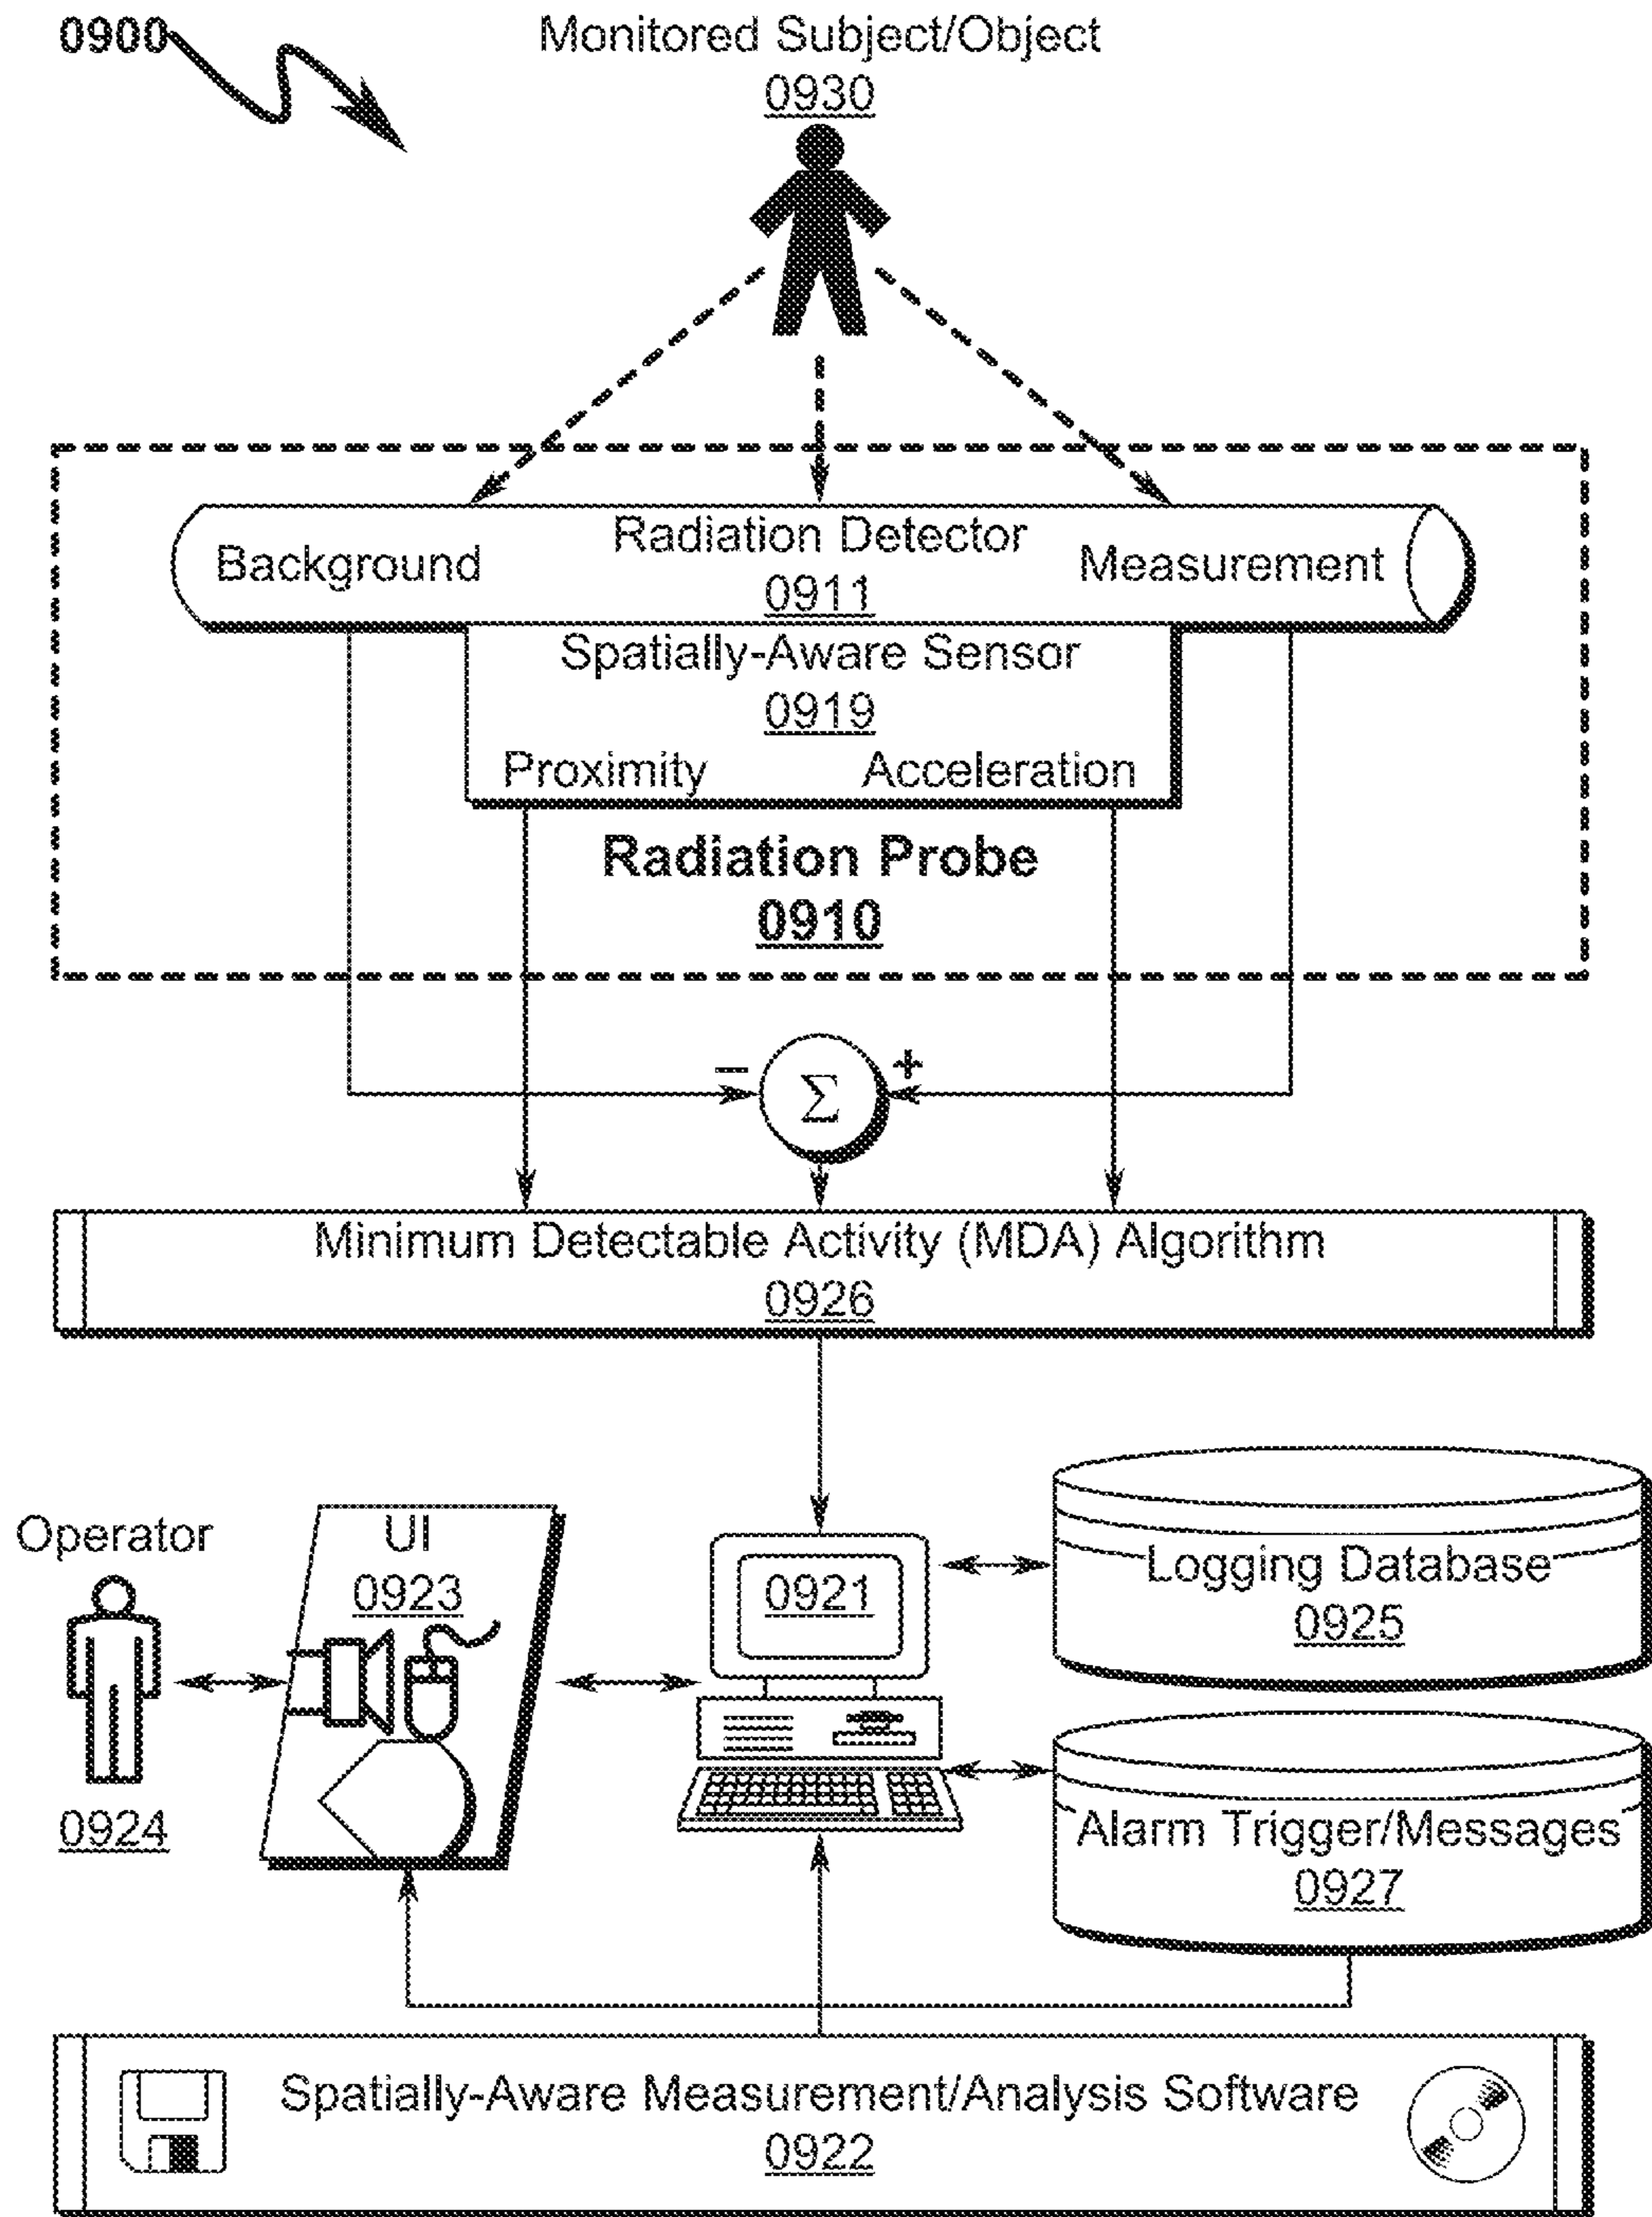 0900
Monitored Subject/Object
0930
Radiation Detector
Background
Measurement
0911
Spatially-Aware Sensor
0919
Proximity
Acceleration
Radiation Probe
0910
− +
Σ
Minimum Detectable Activity (MDA) Algorithm
0926
Operator
UI
0923
0921
Logging Database
0925
0924
Alarm Trigger/Messages
0927
Spatially-Aware Measurement/Analysis Software
0922